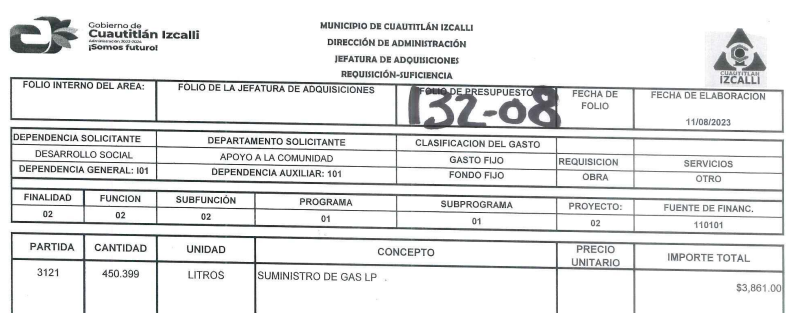 Gobierno de
Cuautitlán Izcalli
¡Somos futuro!
MUNICIPIO DE CUAUTITLÁN IZCALLI
DIRECCIÓN DE ADMINISTRACIÓN
JEFATURA DE ADQUISICIONES
REQUISICIÓN-SUFICIENCIA
CUAUTITLAN
IZCALLI
FOLIO INTERNO DEL AREA: FOLIO DE LA JEFATURA DE ADQUISICIONES FOLIO DE PRESUPUESTO FECHA DE FOLIO FECHA DE ELABORACION
132-08
11/08/2023
DEPENDENCIA SOLICITANTE DEPARTAMENTO SOLICITANTE CLASIFICACION DEL GASTO
DESARROLLO SOCIAL APOYO A LA COMUNIDAD GASTO FIJO REQUISICION SERVICIOS
DEPENDENCIA GENERAL: I01 DEPENDENCIA AUXILIAR: 101 FONDO FIJO OBRA OTRO
FINALIDAD FUNCION SUBFUNCIÓN PROGRAMA SUBPROGRAMA PROYECTO: FUENTE DE FINANC.
02 02 02 01 01 02 110101
PARTIDA CANTIDAD UNIDAD CONCEPTO PRECIO UNITARIO IMPORTE TOTAL
3121 450.399 LITROS SUMINISTRO DE GAS LP
$3,861.00